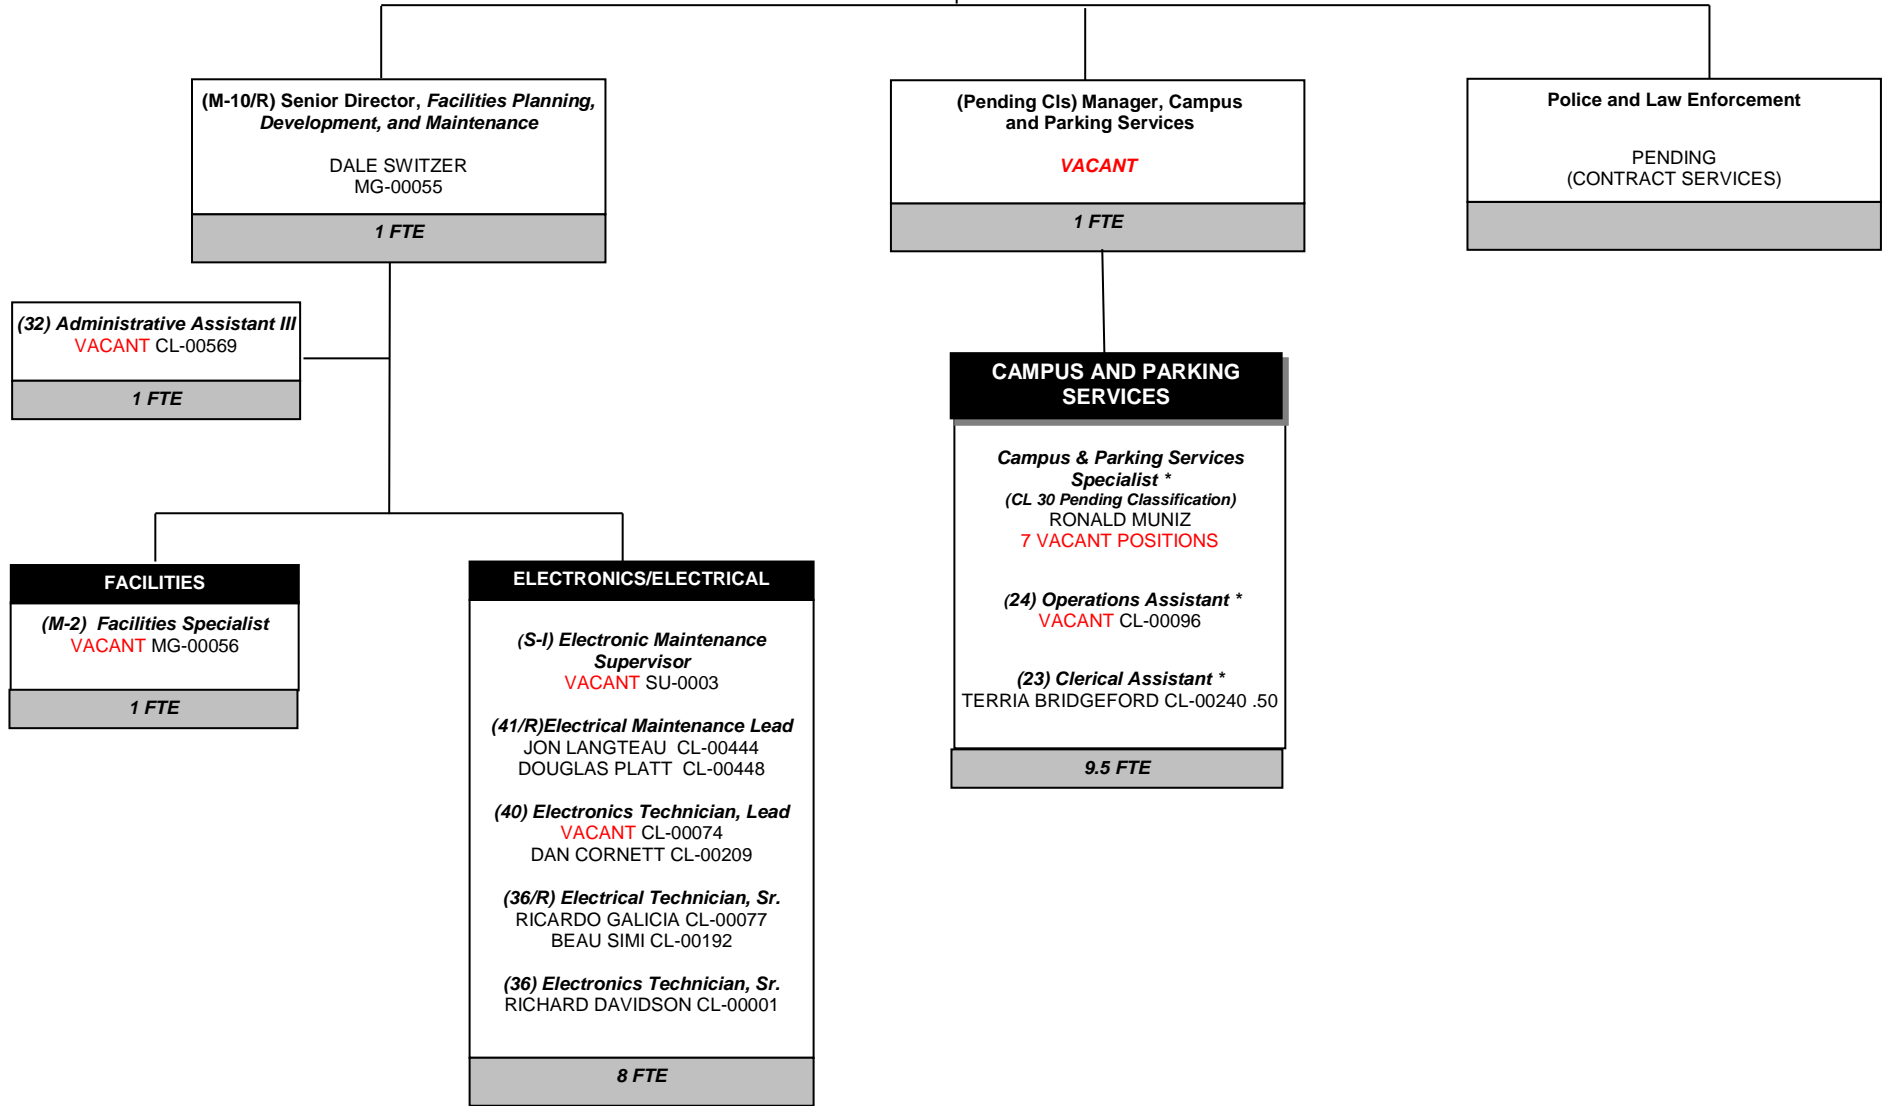 (M-10/R) Senior Director, Facilities Planning,
Development, and Maintenance
DALE SWITZER
MG-00055
1 FTE
(Pending Cls) Manager, Campus
and Parking Services
VACANT
1 FTE
Police and Law Enforcement
PENDING
(CONTRACT SERVICES)
(32) Administrative Assistant III
VACANT CL-00569
1 FTE
FACILITIES
(M-2) Facilities Specialist
VACANT MG-00056
1 FTE
ELECTRONICS/ELECTRICAL
(S-I) Electronic Maintenance
Supervisor
VACANT SU-0003
(41/R)Electrical Maintenance Lead
JON LANGTEAU CL-00444
DOUGLAS PLATT CL-00448
(40) Electronics Technician, Lead
VACANT CL-00074
DAN CORNETT CL-00209
(36/R) Electrical Technician, Sr.
RICARDO GALICIA CL-00077
BEAU SIMI CL-00192
(36) Electronics Technician, Sr.
RICHARD DAVIDSON CL-00001
8 FTE
CAMPUS AND PARKING
SERVICES
Campus & Parking Services
Specialist *
(CL 30 Pending Classification)
RONALD MUNIZ
7 VACANT POSITIONS
(24) Operations Assistant *
VACANT CL-00096
(23) Clerical Assistant *
TERRIA BRIDGEFORD CL-00240 .50
9.5 FTE